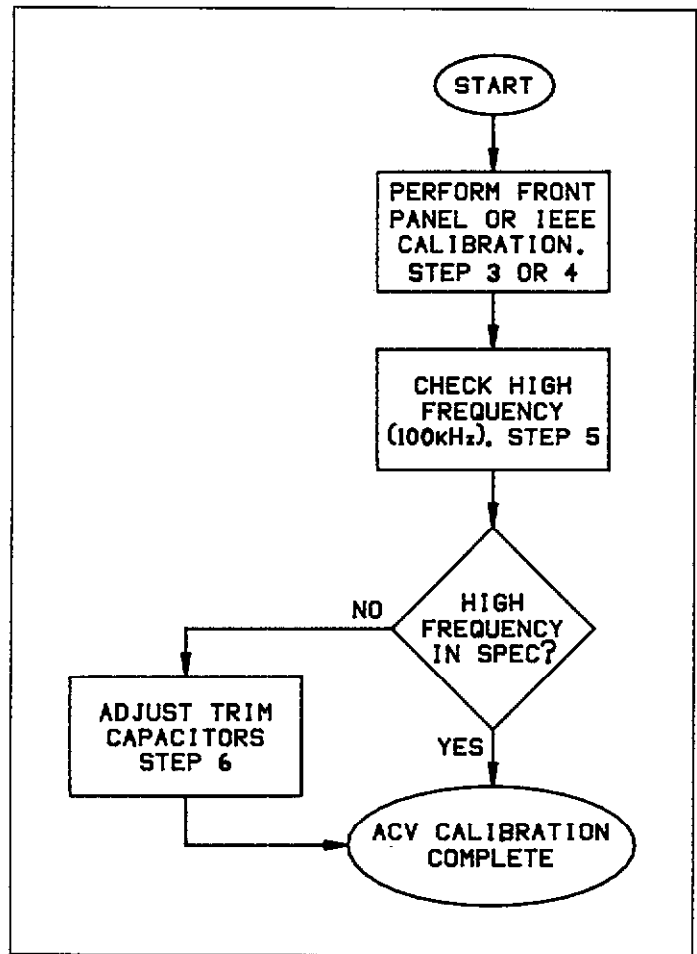 START
PERFORM FRONT
PANEL OR IEEE
CALIBRATION.
STEP 3 OR 4
CHECK HIGH
FREQUENCY
(100KHz). STEP 5
HIGH
FREQUENCY
IN SPEC?
NO
YES
ADJUST TRIM
CAPACITORS
STEP 6
ACV CALIBRATION
COMPLETE